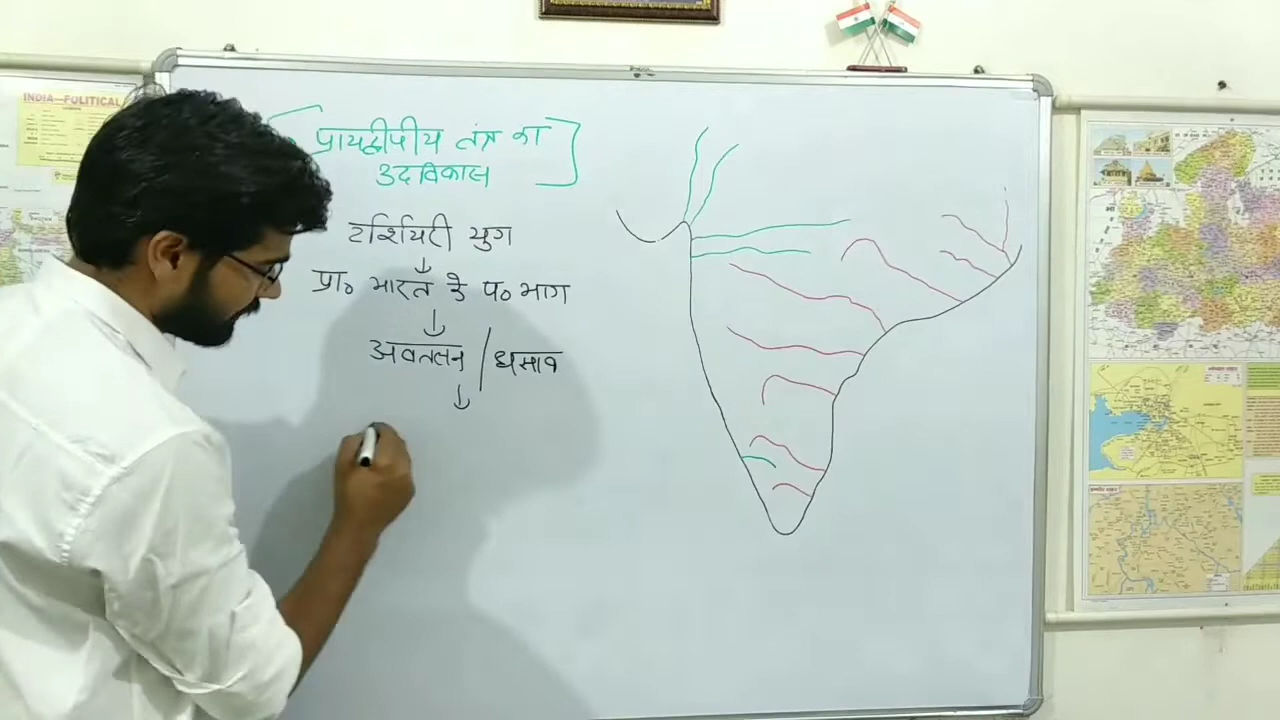 INDIA—POLITICAL
[प्रायद्वीपीय तंत्र का
उदविकास]
टर्शियरी युग
↓
प्रा० भारत के प० भाग
↓
अवतलन / धसाव
↓